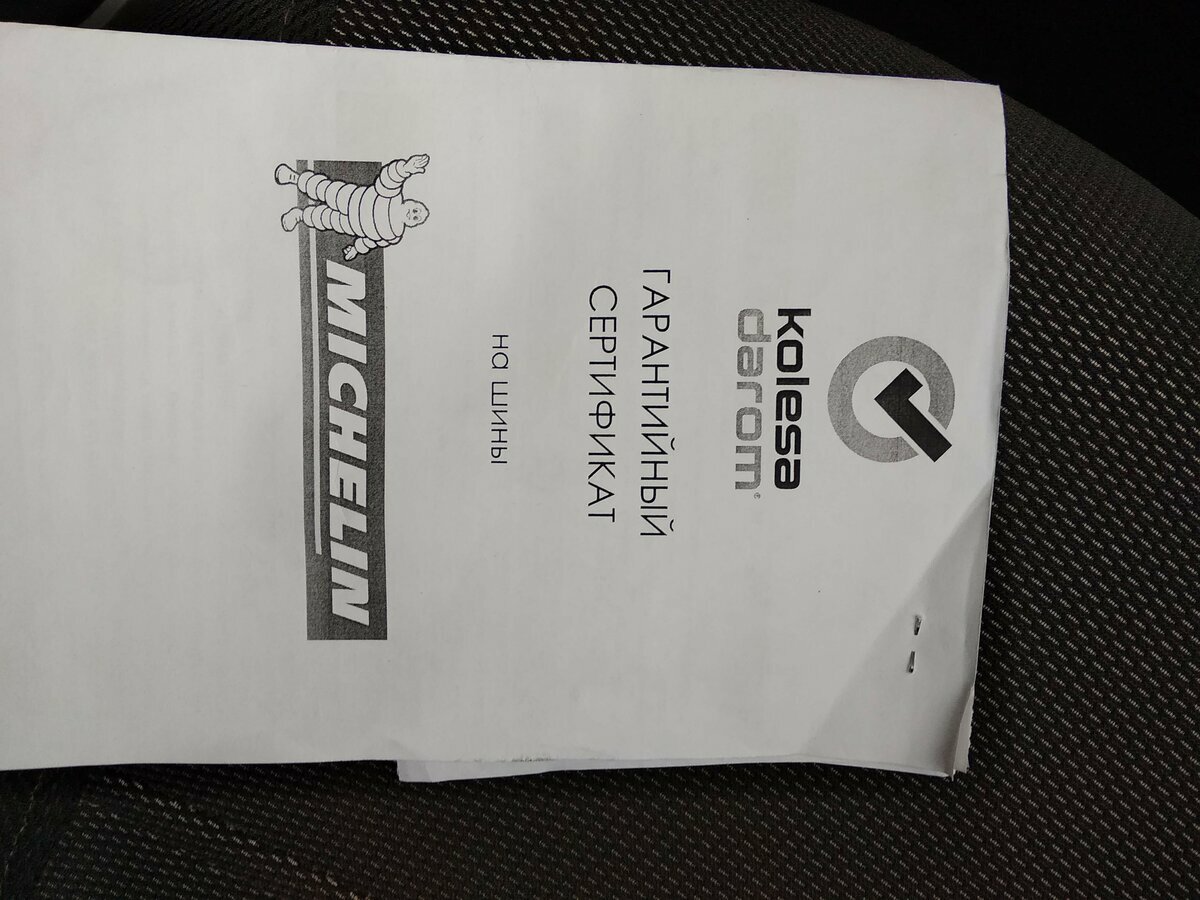 kolesa
darom®
ГАРАНТИЙНЫЙ
СЕРТИФИКАТ
на шины
MICHELIN